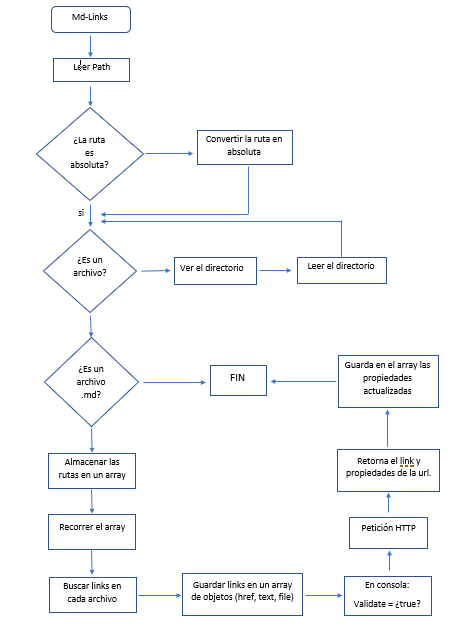 Md-Links
Leer Path
¿La ruta
es
absoluta?
Convertir la ruta en
absoluta
si
¿Es un
archivo?
Ver el directorio
Leer el directorio
¿Es un
archivo
.md?
FIN
Guarda en el array las
propiedades
actualizadas
Almacenar las
rutas en un array
Retorna el link y
propiedades de la url.
Recorrer el array
Petición HTTP
Buscar links en
cada archivo
Guardar links en un array
de objetos (href, text, file)
En consola:
Validate = ¿true?